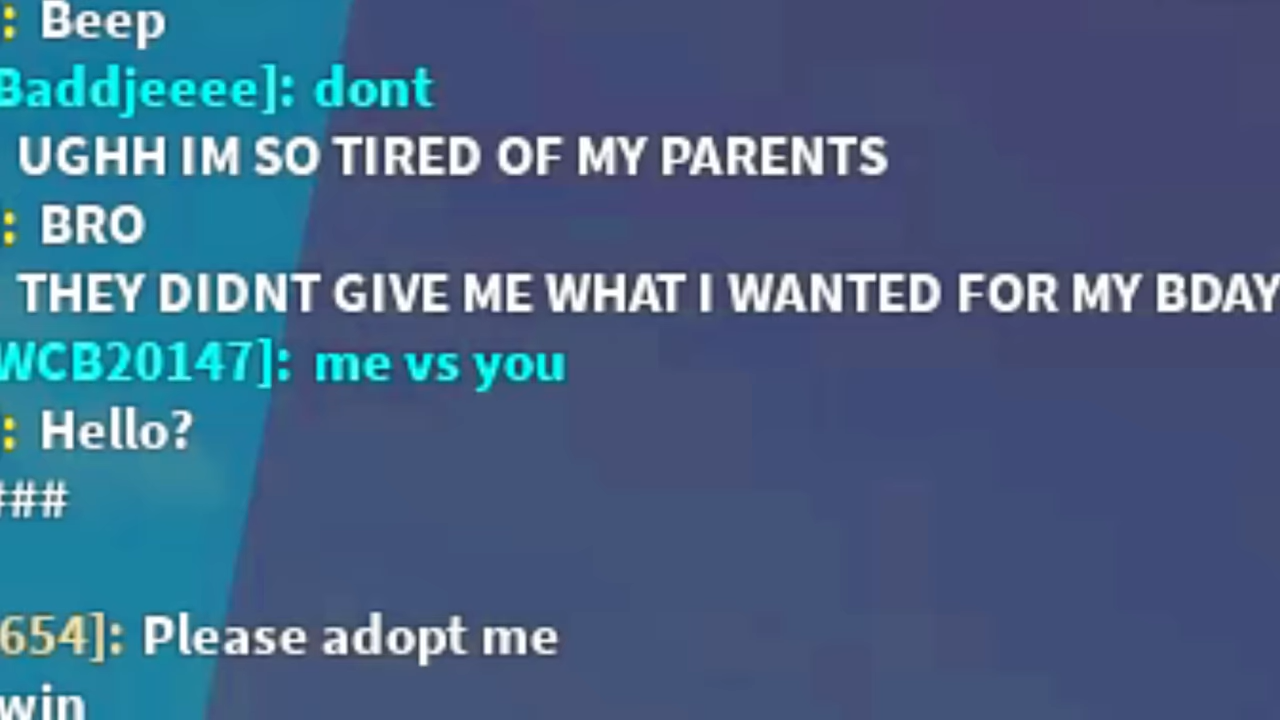 : Beep
Baddjeeee]: dont
UGHH IM SO TIRED OF MY PARENTS
: BRO
THEY DIDNT GIVE ME WHAT I WANTED FOR MY BDAY
WCB20147]: me vs you
: Hello?
###
654]: Please adopt me
win